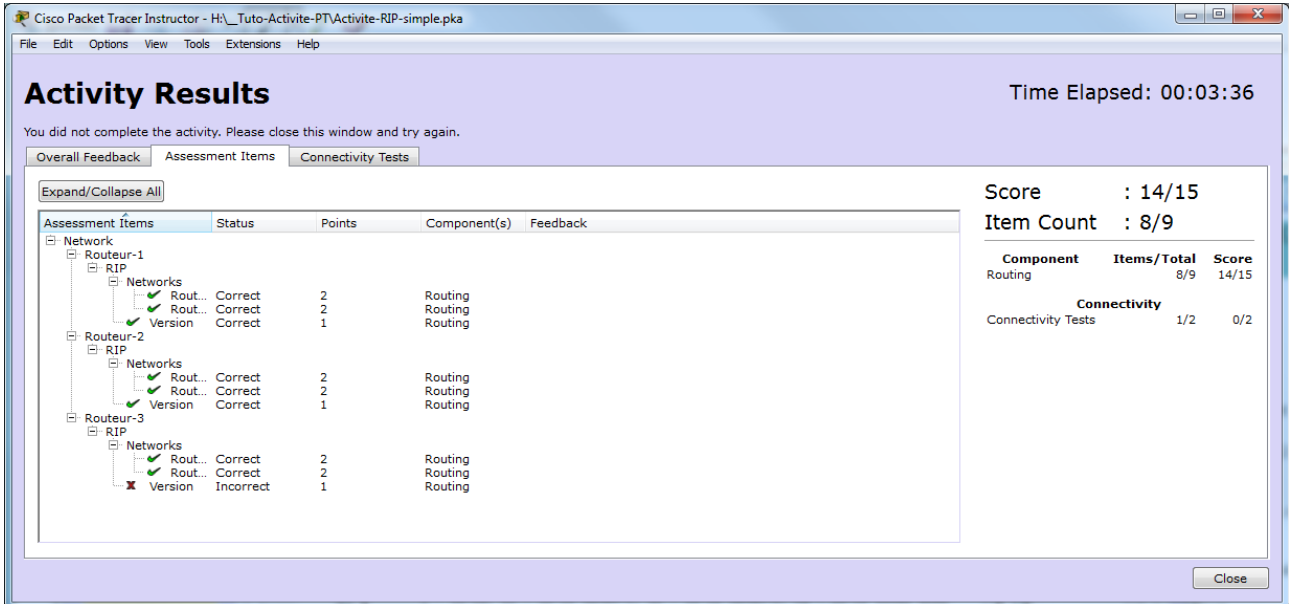 Cisco Packet Tracer Instructor - H:\__Tuto-Activite-PT\Activite-RIP-simple.pka
File Edit Options View Tools Extensions Help
Activity Results
Time Elapsed: 00:03:36
You did not complete the activity. Please close this window and try again.
Overall Feedback Assessment Items Connectivity Tests
Expand/Collapse All
Assessment Items Status Points Component(s) Feedback
Network
Routeur-1
RIP
Networks
Rout... Correct 2 Routing
Rout... Correct 2 Routing
Version Correct 1 Routing
Routeur-2
RIP
Networks
Rout... Correct 2 Routing
Rout... Correct 2 Routing
Version Correct 1 Routing
Routeur-3
RIP
Networks
Rout... Correct 2 Routing
Rout... Correct 2 Routing
Version Incorrect 1 Routing
Score : 14/15
Item Count : 8/9
Component Items/Total Score
Routing 8/9 14/15
Connectivity
Connectivity Tests 1/2 0/2
Close